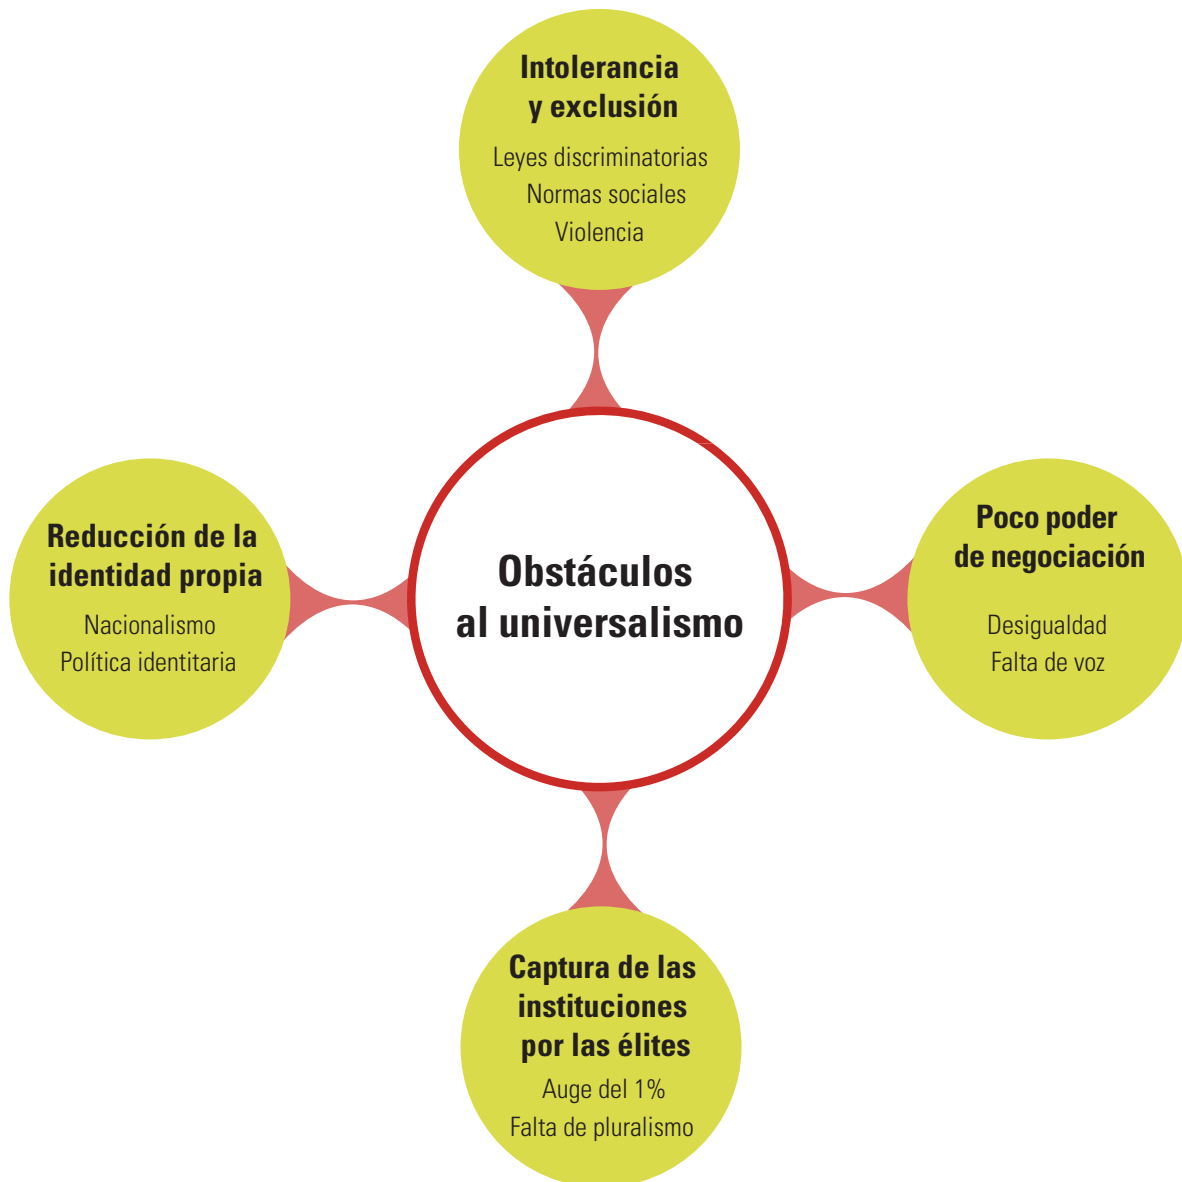 Intolerancia
y exclusión
Leyes discriminatorias
Normas sociales
Violencia
Reducción de la
identidad propia
Nacionalismo
Política identitaria
Obstáculos
al universalismo
Poco poder
de negociación
Desigualdad
Falta de voz
Captura de las
instituciones
por las élites
Auge del 1%
Falta de pluralismo